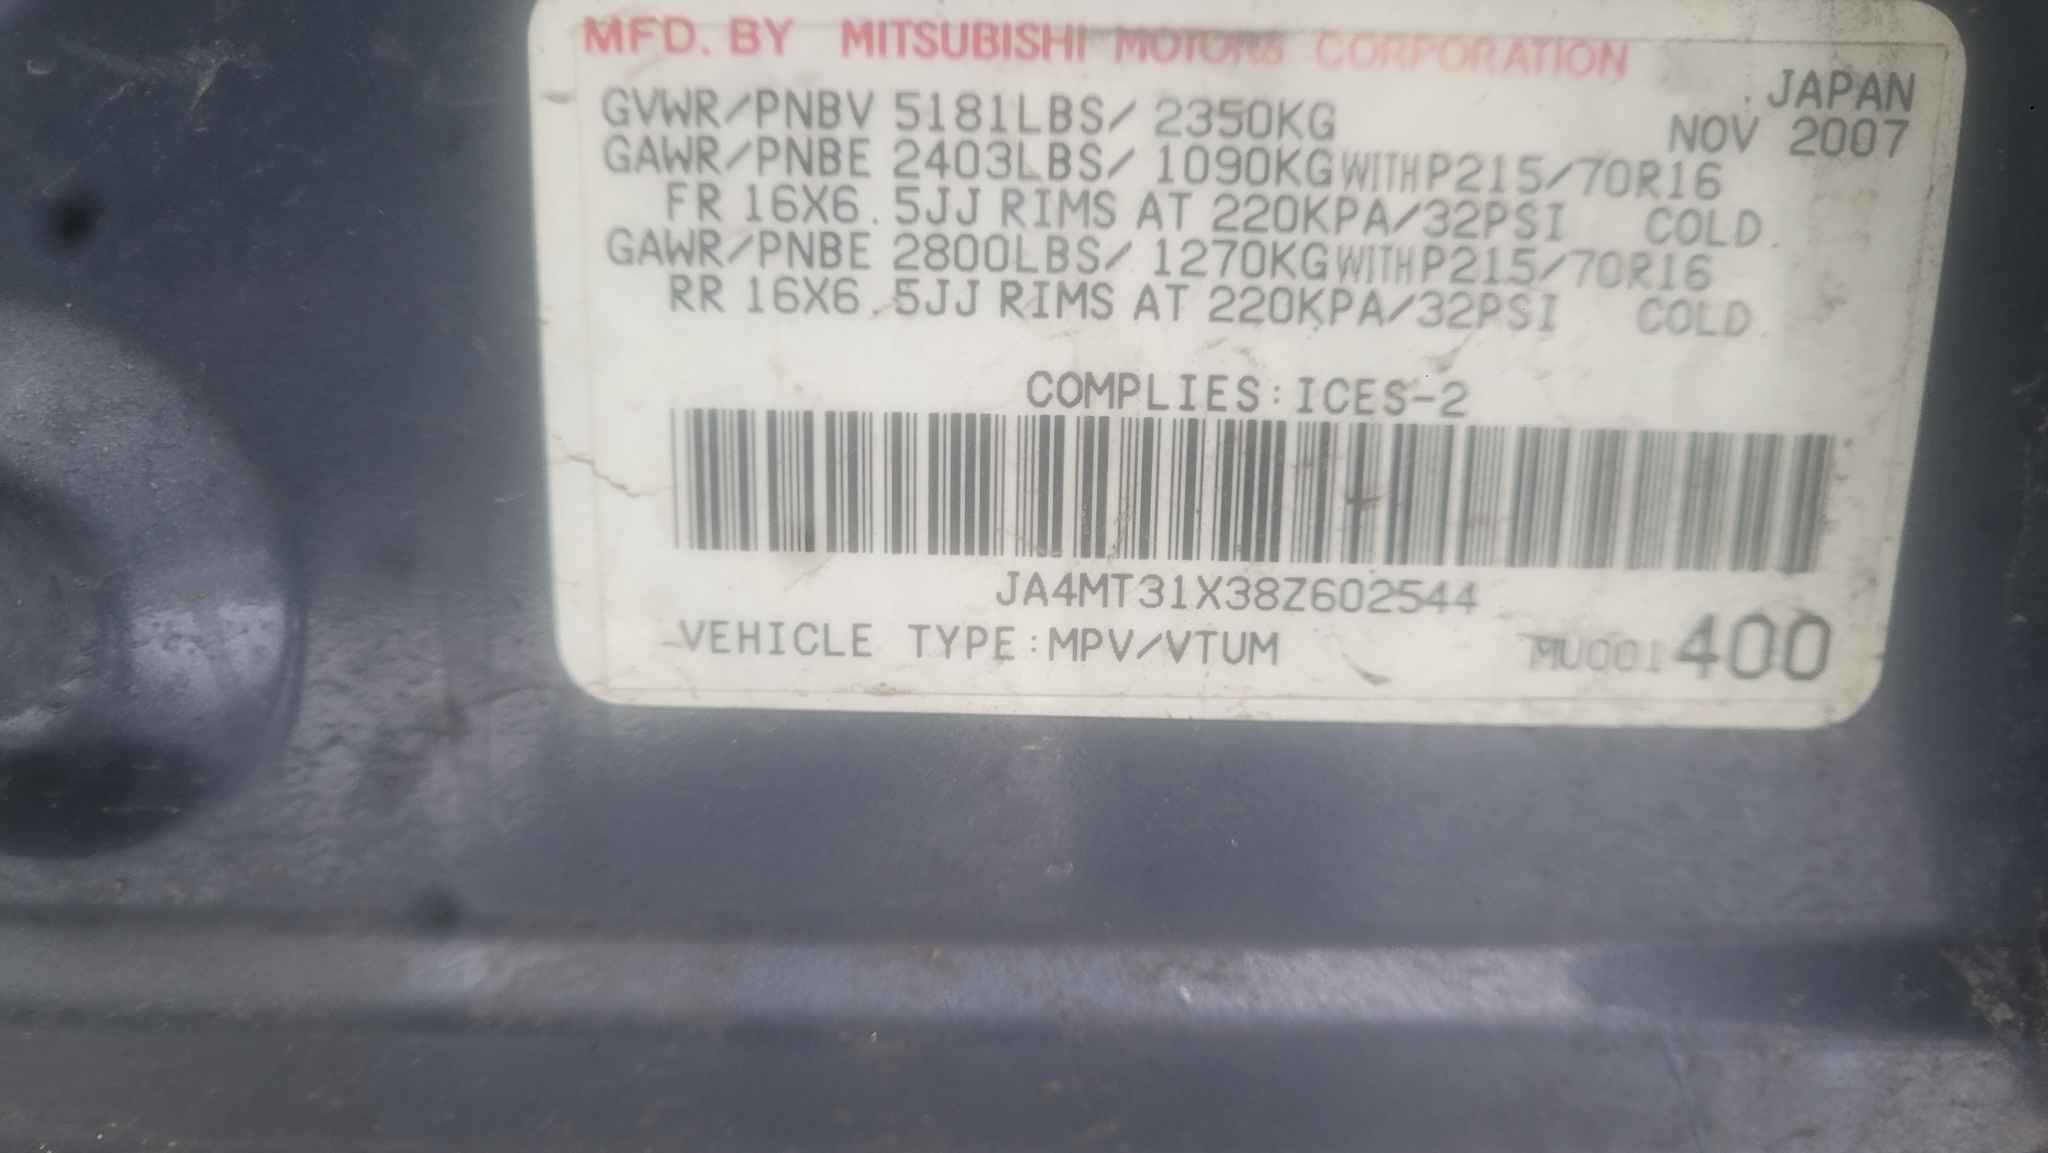 MFD. BY MITSUBISHI MOTORS CORPORATION
JAPAN
GVWR/PNBV 5181LBS/ 2350KG NOV 2007
GAWR/PNBE 2403LBS/ 1090KG WITH P215/70R16
FR 16X6.5JJ RIMS AT 220KPA/32PSI COLD.
GAWR/PNBE 2800LBS/ 1270KG WITH P215/70R16
RR 16X6.5JJ RIMS AT 220KPA/32PSI COLD.
COMPLIES:ICES-2
JA4MT31X38Z602544
VEHICLE TYPE:MPV/VTUM MU001400